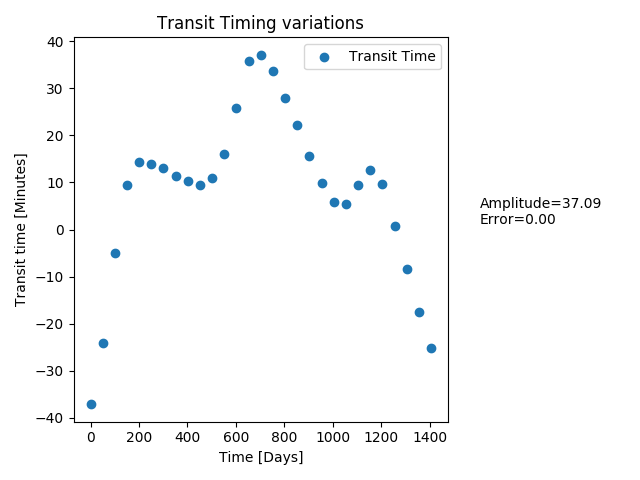 Transit Timing variations
Transit Time
Transit time [Minutes]
40
30
20
10
0
−10
−20
−30
−40
0 200 400 600 800 1000 1200 1400
Time [Days]
Amplitude=37.09
Error=0.00